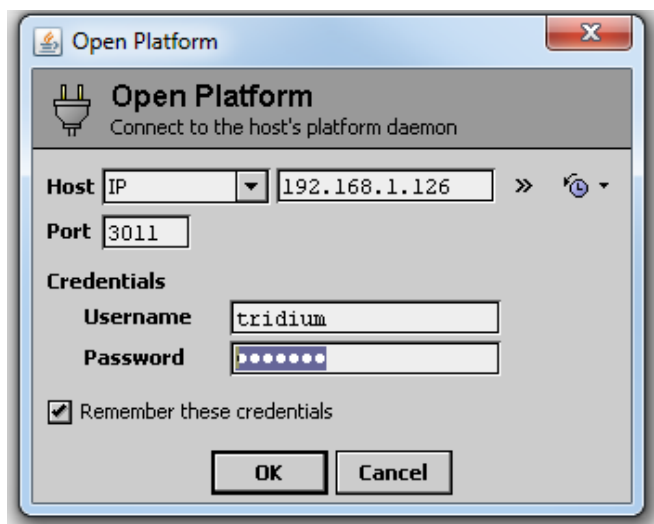 Open Platform
Open Platform
Connect to the host's platform daemon
Host IP 192.168.1.126 »
Port 3011
Credentials
Username tridium
Password •••••••
Remember these credentials
OK Cancel